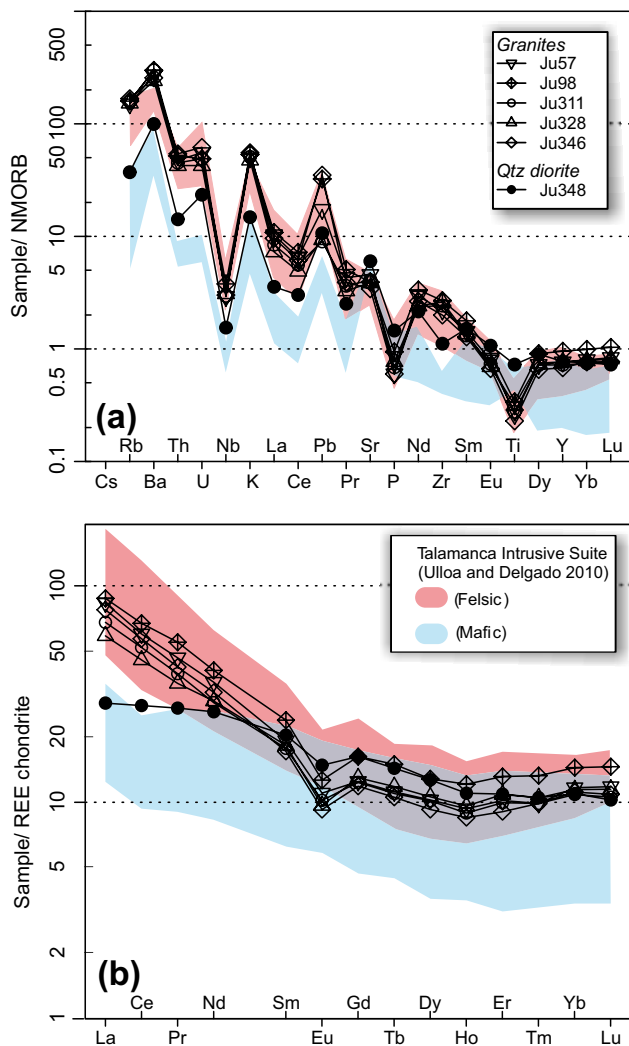 500
100
50
10
5
1
0.5
0.1
Sample/ NMORB
Granites
Ju57
Ju98
Ju311
Ju328
Ju346
Qtz diorite
Ju348
(a)
Rb Th Nb La Pb Sr Nd Sm Ti Y Lu
Cs Ba U K Ce Pr P Zr Eu Dy Yb
100
50
20
10
5
2
1
Sample/ REE chondrite
Talamanca Intrusive Suite
(Ulloa and Delgado 2010)
(Felsic)
(Mafic)
(b)
Ce Nd Sm Gd Dy Er Yb
La Pr Eu Tb Ho Tm Lu